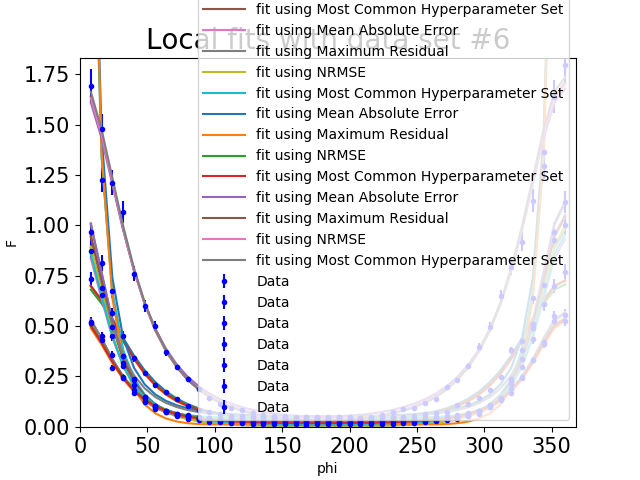 fit using Most Common Hyperparameter Set
fit using Mean Absolute Error
Local fits with data set #6
fit using Maximum Residual
fit using NRMSE
fit using Most Common Hyperparameter Set
fit using Mean Absolute Error
fit using Maximum Residual
fit using NRMSE
fit using Most Common Hyperparameter Set
fit using Mean Absolute Error
fit using Maximum Residual
fit using NRMSE
fit using Most Common Hyperparameter Set
Data
Data
Data
Data
Data
Data
Data
1.75
1.50
1.25
1.00
0.75
0.50
0.25
0.00
F
0 50 100 150 200 250 300 350
phi